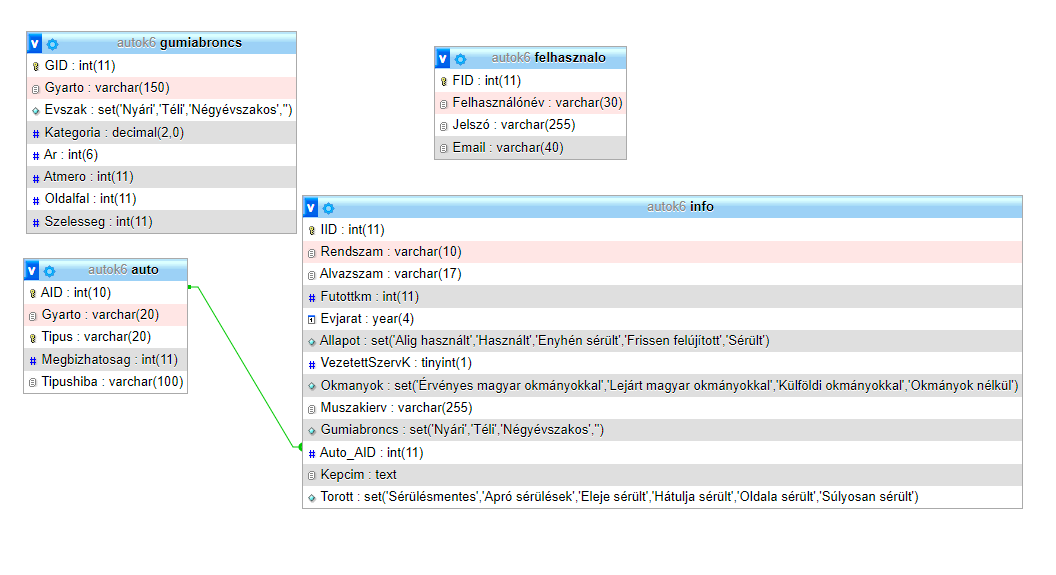 autok6 gumiabroncs
GID : int(11)
Gyarto : varchar(150)
Evszak : set('Nyári','Téli','Négyévszakos','')
Kategoria : decimal(2,0)
Ar : int(6)
Atmero : int(11)
Oldalfal : int(11)
Szelesseg : int(11)
autok6 felhasznalo
FID : int(11)
Felhasználónév : varchar(30)
Jelszó : varchar(255)
Email : varchar(40)
autok6 auto
AID : int(10)
Gyarto : varchar(20)
Tipus : varchar(20)
Megbizhatosag : int(11)
Tipushiba : varchar(100)
autok6 info
IID : int(11)
Rendszam : varchar(10)
Alvazszam : varchar(17)
Futottkm : int(11)
Evjarat : year(4)
Allapot : set('Alig használt','Használt','Enyhén sérült','Frissen felújított','Sérült')
VezetettSzervK : tinyint(1)
Okmanyok : set('Érvényes magyar okmányokkal','Lejárt magyar okmányokkal','Külföldi okmányokkal','Okmányok nélkül')
Muszakierv : varchar(255)
Gumiabroncs : set('Nyári','Téli','Négyévszakos','')
Auto_AID : int(11)
Kepcim : text
Torott : set('Sérülésmentes','Apró sérülések','Eleje sérült','Hátulja sérült','Oldala sérült','Súlyosan sérült')